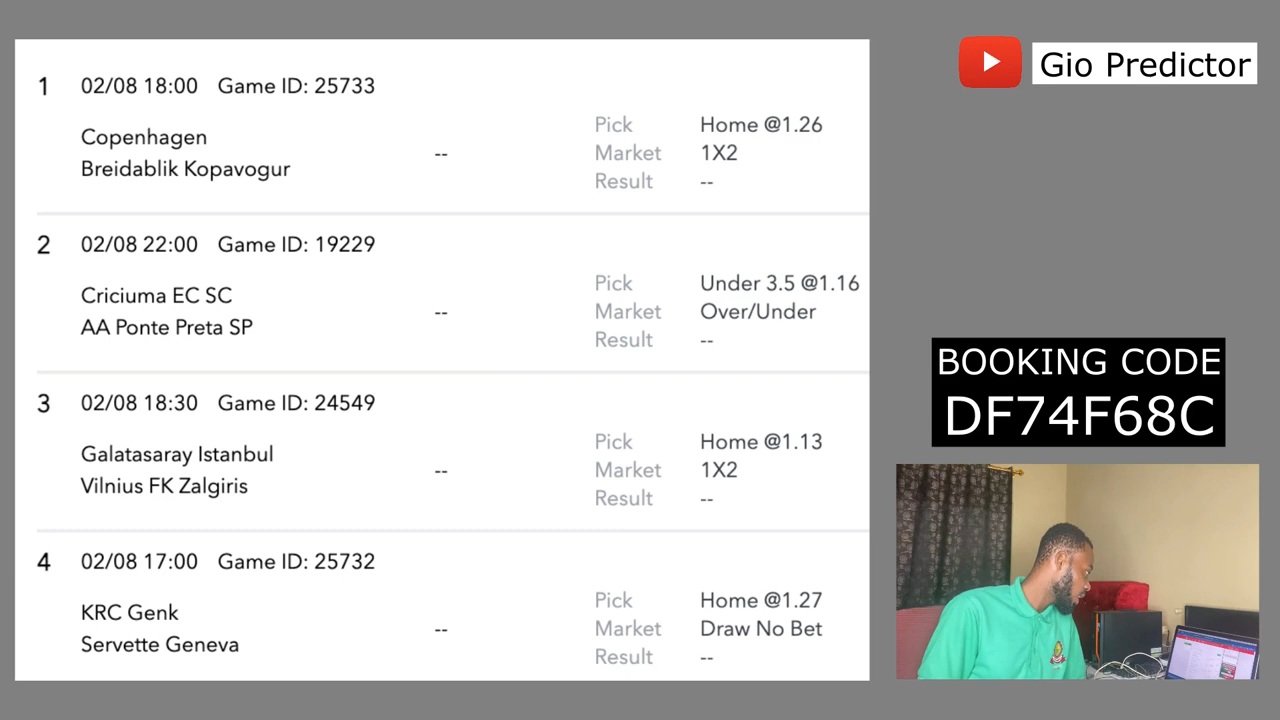 1 02/08 18:00 Game ID: 25733
Copenhagen
Breidablik Kopavogur
--
Pick Home @1.26
Market 1X2
Result --
2 02/08 22:00 Game ID: 19229
Criciuma EC SC
AA Ponte Preta SP
--
Pick Under 3.5 @1.16
Market Over/Under
Result --
3 02/08 18:30 Game ID: 24549
Galatasaray Istanbul
Vilnius FK Zalgiris
--
Pick Home @1.13
Market 1X2
Result --
4 02/08 17:00 Game ID: 25732
KRC Genk
Servette Geneva
--
Pick Home @1.27
Market Draw No Bet
Result --
Gio Predictor
BOOKING CODE
DF74F68C